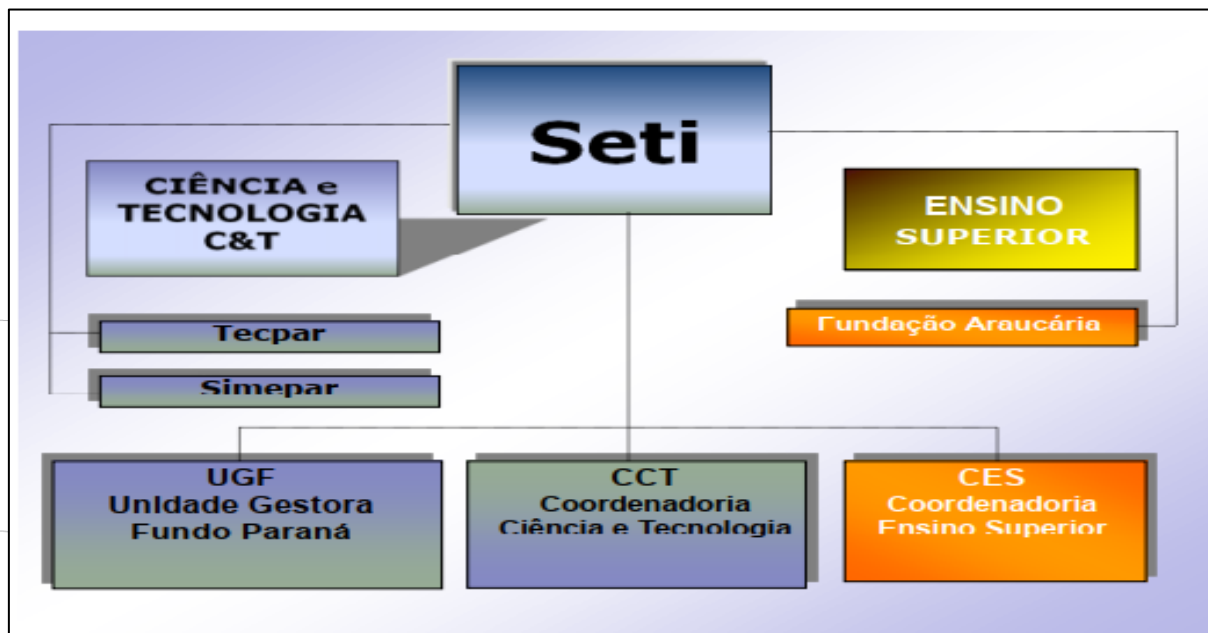 Seti
CIÊNCIA e
TECNOLOGIA
C&T
ENSINO
SUPERIOR
Tecpar
Fundação Araucária
Simepar
UGF
Unidade Gestora
Fundo Paraná
CCT
Coordenadoria
Ciência e Tecnologia
CES
Coordenadoria
Ensino Superior